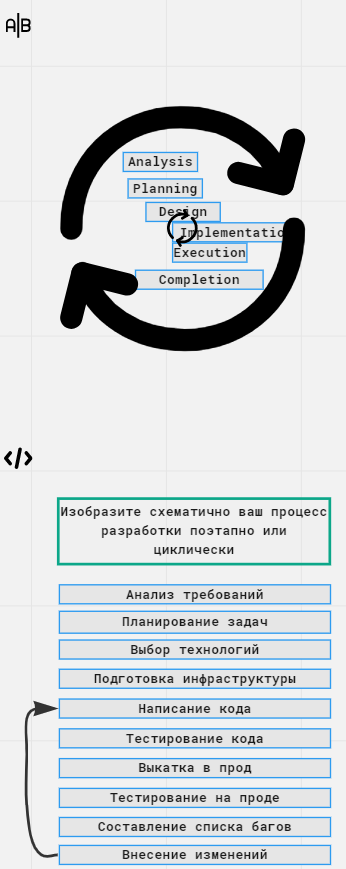 A|B
Analysis
Planning
Design
Implementatio
Execution
Completion
</>
Изобразите схематично ваш процесс
разработки поэтапно или
циклически
Анализ требований
Планирование задач
Выбор технологий
Подготовка инфраструктуры
Написание кода
Тестирование кода
Выкатка в прод
Тестирование на проде
Составление списка багов
Внесение изменений